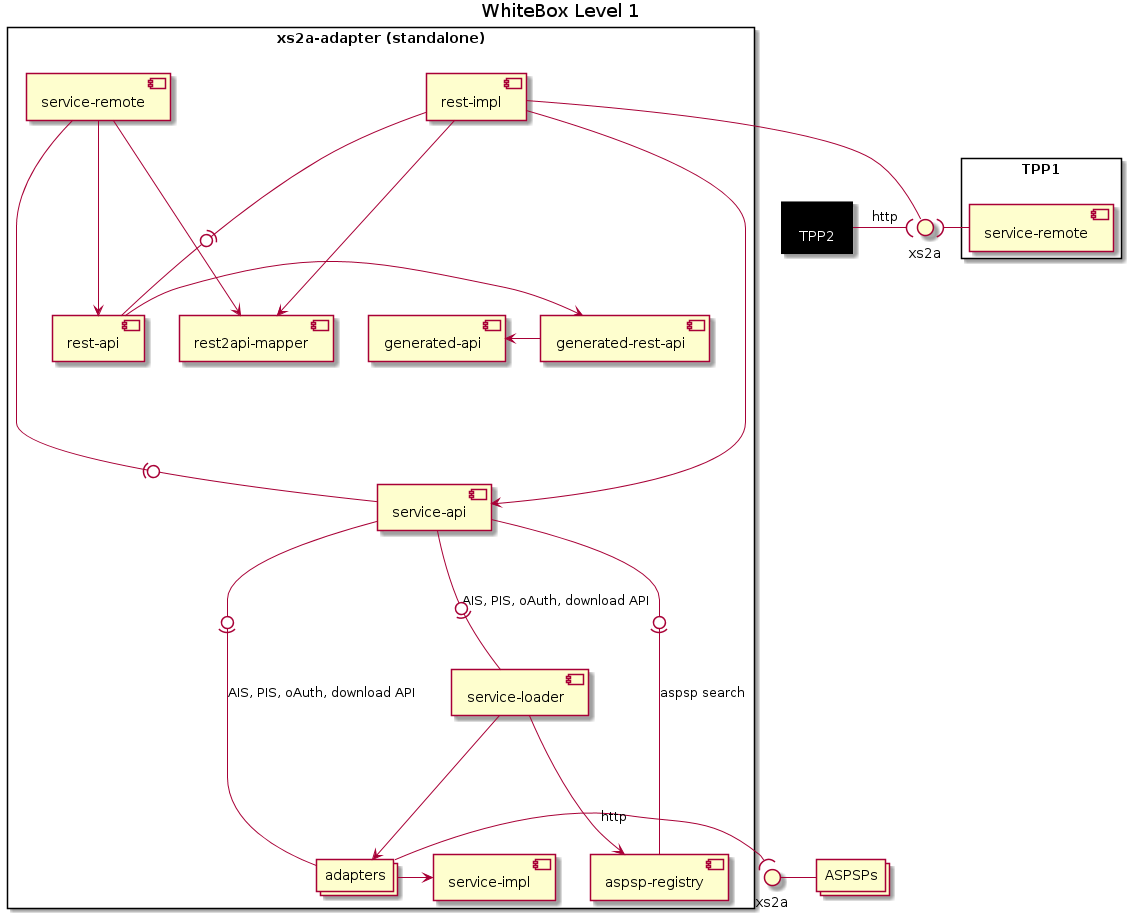 WhiteBox Level 1
xs2a-adapter (standalone)
service-remote
rest-impl
TPP1
http
TPP2
service-remote
xs2a
rest-api
rest2api-mapper
generated-api
generated-rest-api
service-api
AIS, PIS, oAuth, download API
AIS, PIS, oAuth, download API
service-loader
aspsp search
http
adapters
service-impl
aspsp-registry
ASPSPs
xs2a